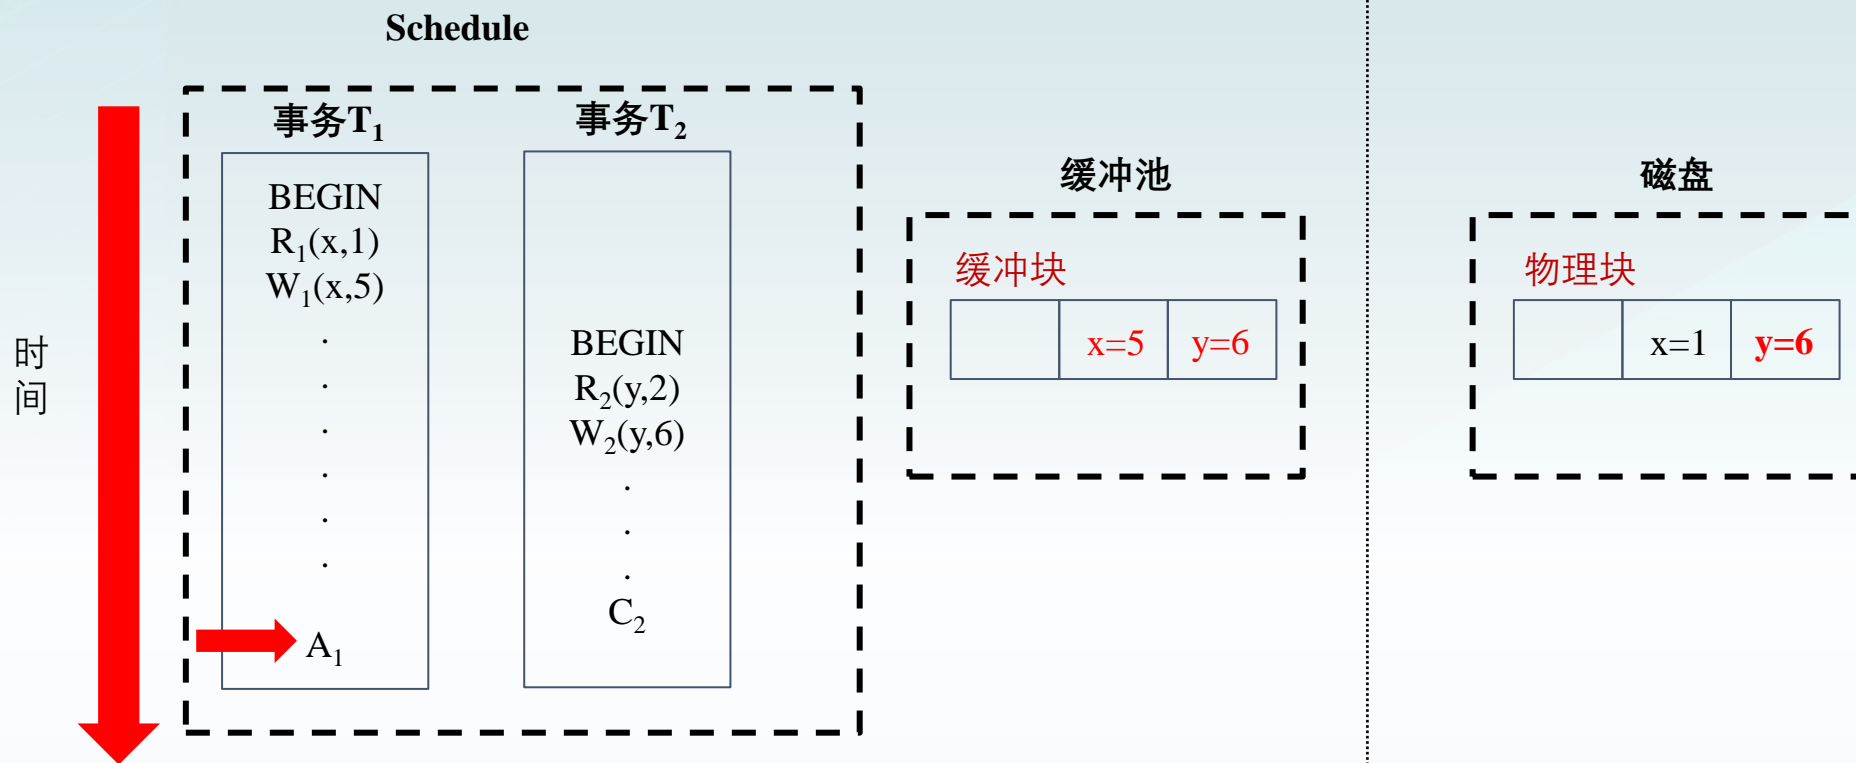 Schedule
时
间
事务T₁
BEGIN
R₁(x,1)
W₁(x,5)
.
.
.
.
.
.
A₁
事务T₂
BEGIN
R₂(y,2)
W₂(y,6)
.
.
.
C₂
缓冲池
缓冲块
x=5 y=6
磁盘
物理块
x=1 y=6